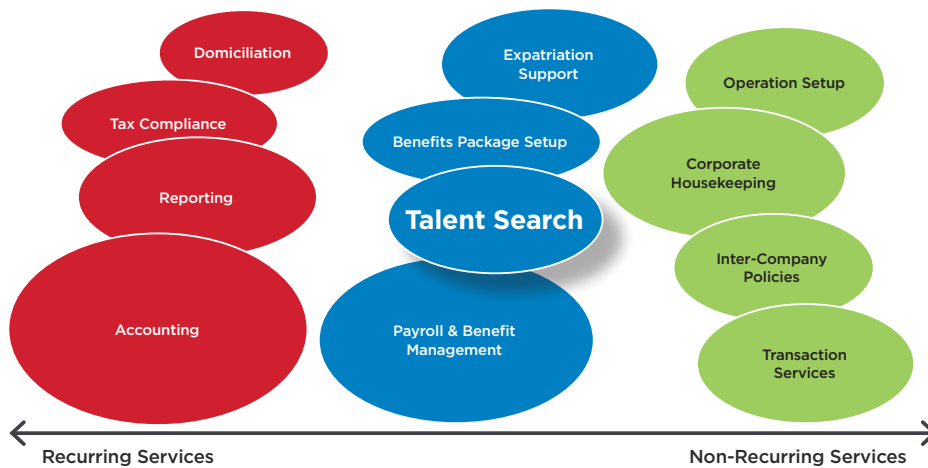 Domiciliation
Tax Compliance
Reporting
Accounting
Expatriation
Support
Benefits Package Setup
Talent Search
Payroll & Benefit
Management
Operation Setup
Corporate
Housekeeping
Inter-Company
Policies
Transaction
Services
Recurring Services
Non-Recurring Services